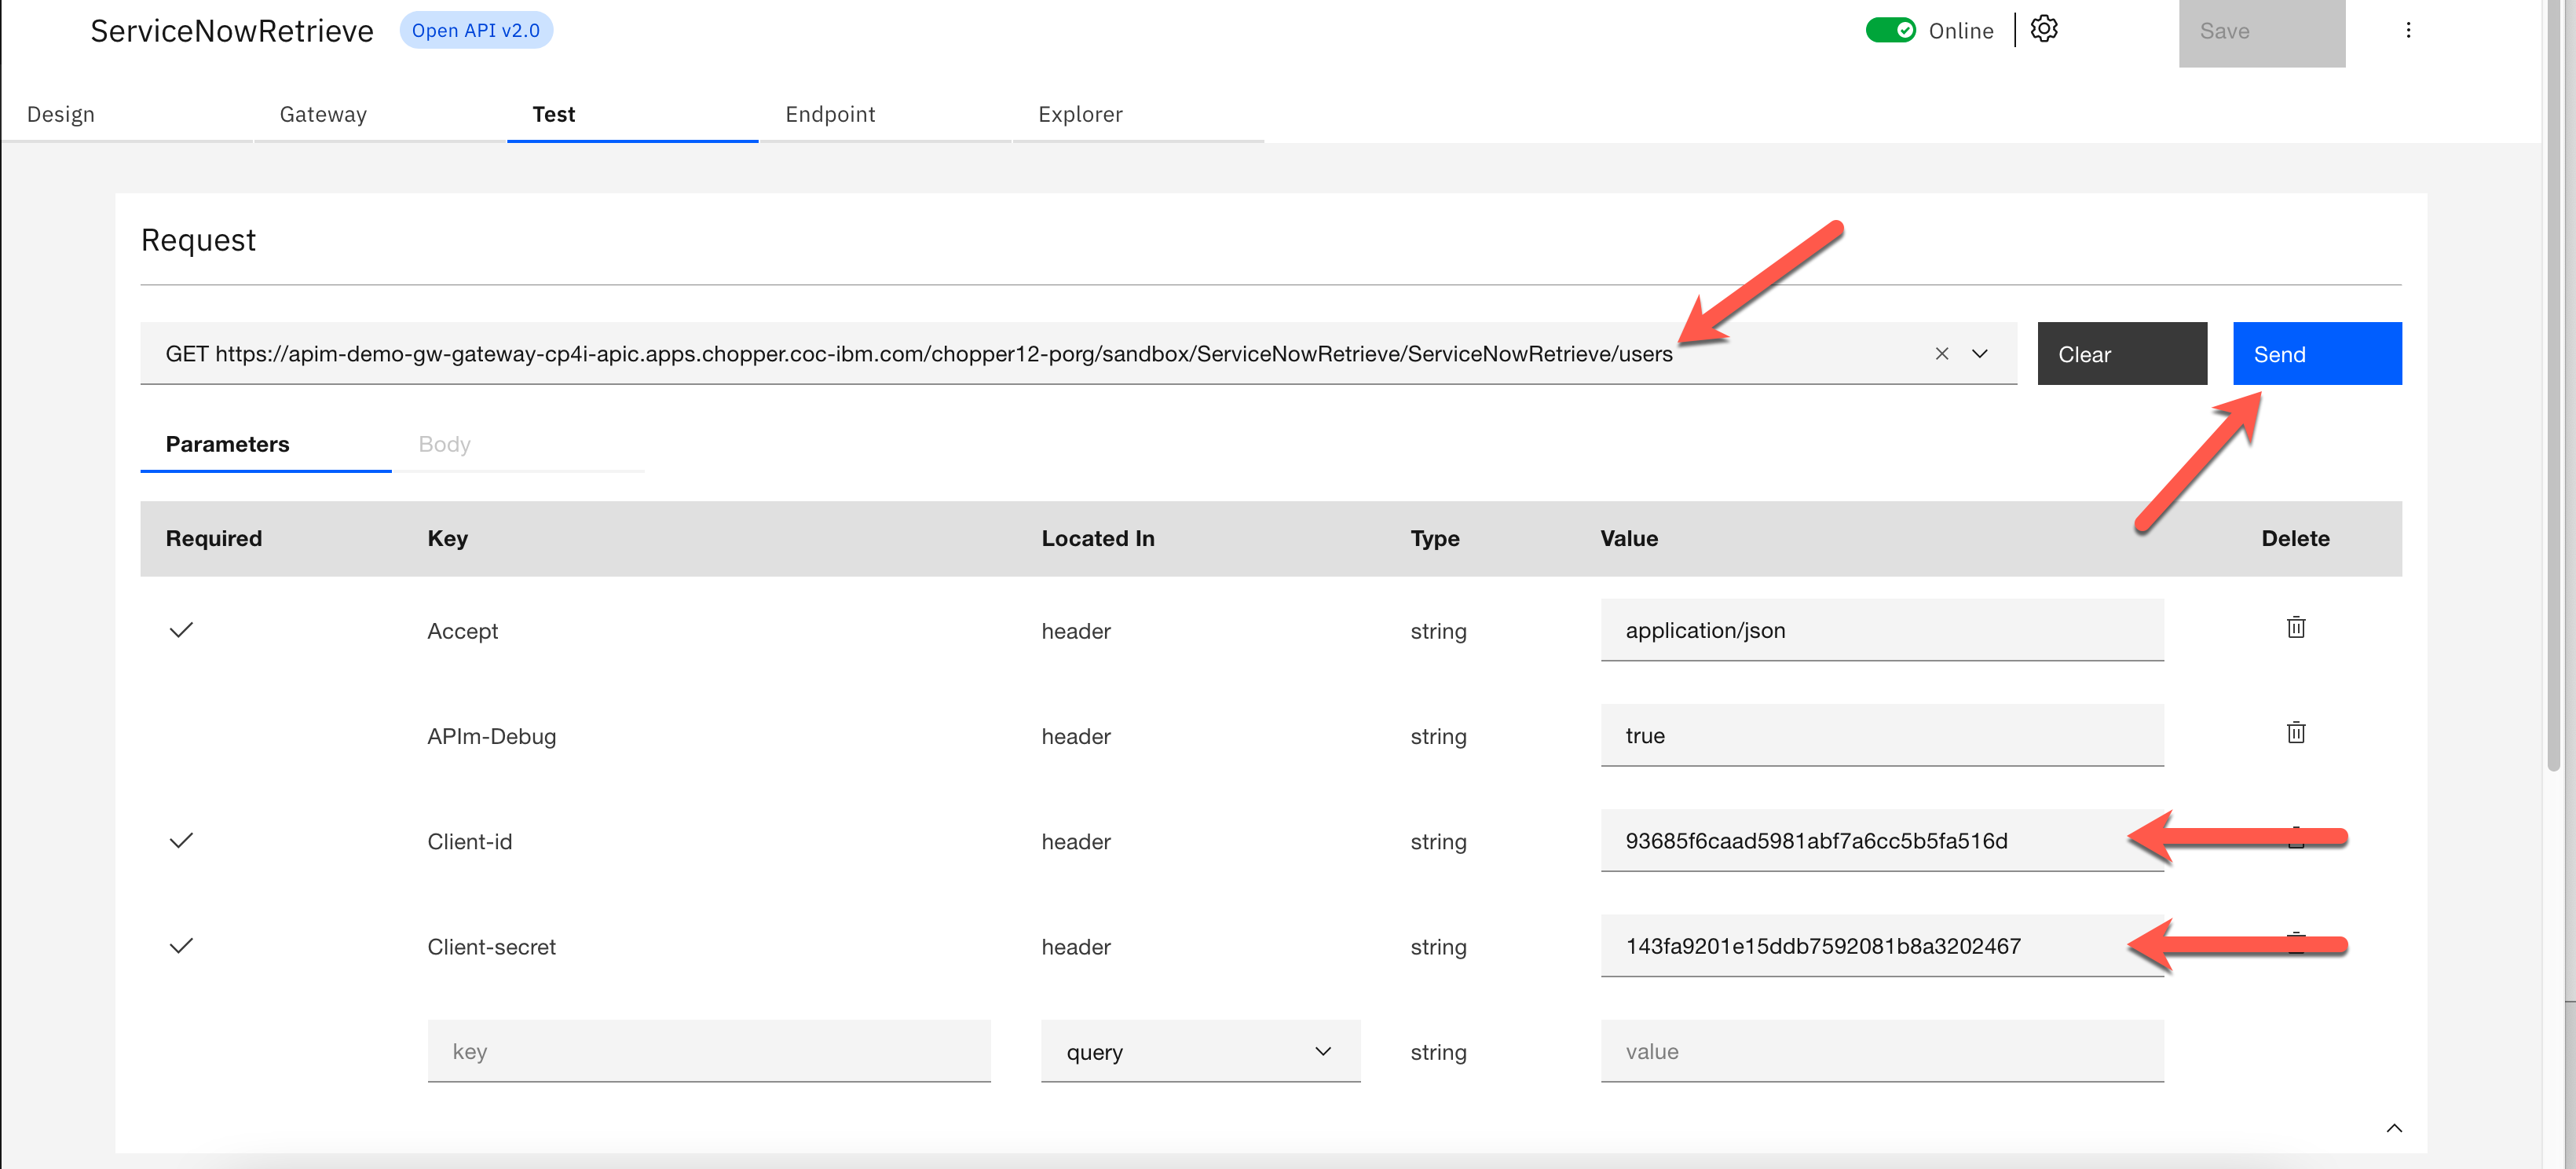 ServiceNowRetrieve Open API v2.0 Online Save
Design Gateway Test Endpoint Explorer
Request
GET https://apim-demo-gw-gateway-cp4i-apic.apps.chopper.coc-ibm.com/chopper12-porg/sandbox/ServiceNowRetrieve/ServiceNowRetrieve/users Clear Send
Parameters Body
Required Key Located In Type Value Delete
Accept header string application/json
APIm-Debug header string true
Client-id header string 93685f6caad5981abf7a6cc5b5fa516d
Client-secret header string 143fa9201e15ddb7592081b8a3202467
key query string value